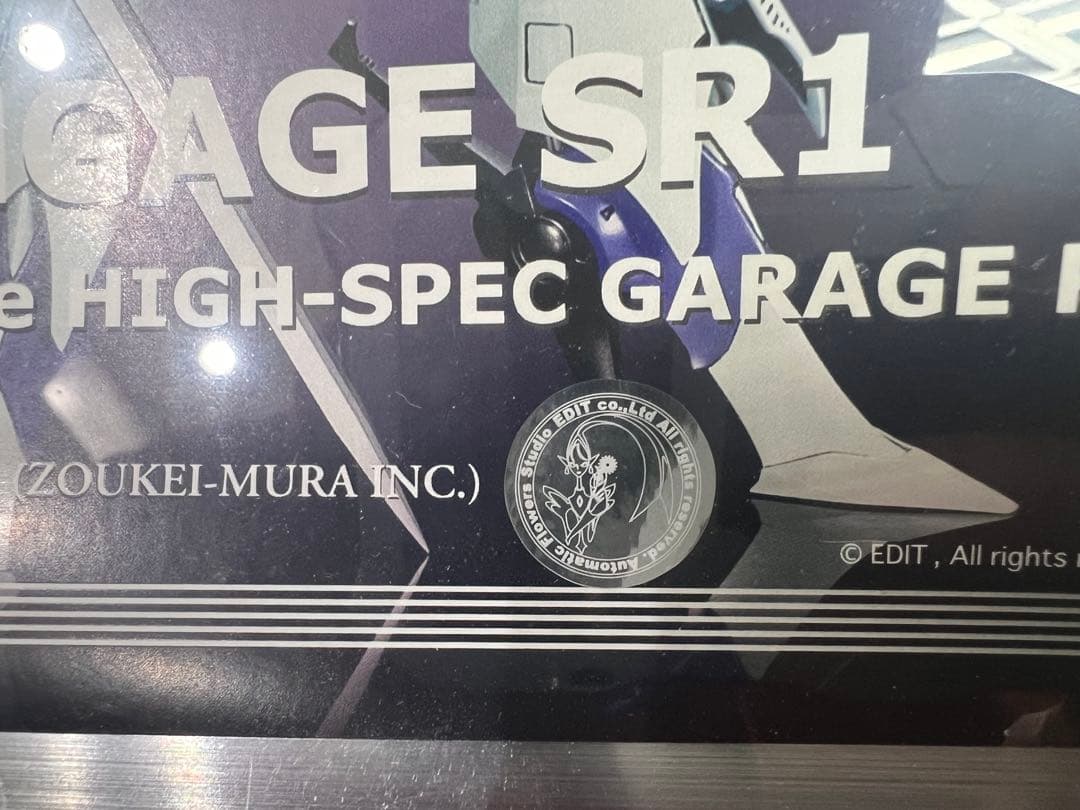 GAGE SR1
e HIGH-SPEC GARAGE
(ZOUKEI-MURA INC.)
Automatic Flowers Studio EDIT co.,Ltd All rights reserved.
© EDIT , All rights